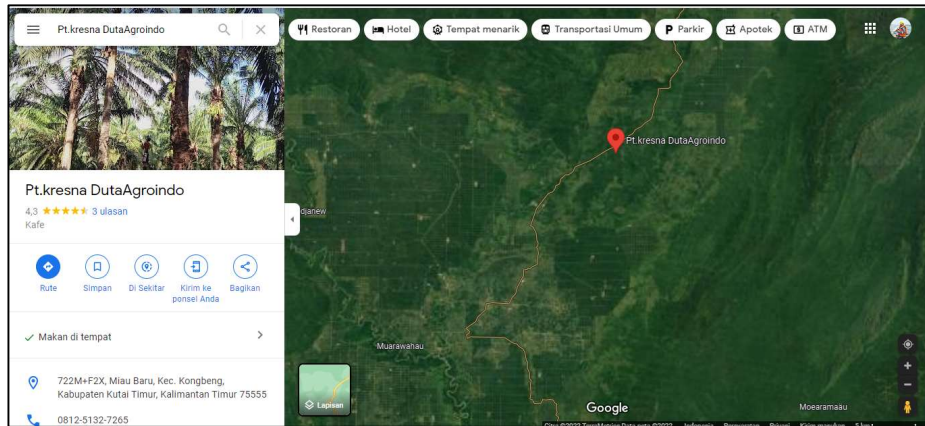 Pt.kresna DutaAgroindo
Restoran
Hotel
Tempat menarik
Transportasi Umum
Parkir
Apotek
ATM
Pt.kresna DutaAgroindo
4,3 3 ulasan
Kafe
Rute
Simpan
Di Sekitar
Kirim ke
ponsel Anda
Bagikan
Makan di tempat
722M+F2X, Miau Baru, Kec. Kongbeng,
Kabupaten Kutai Timur, Kalimantan Timur 75555
0812-5132-7265
Pt.kresna DutaAgroindo
djanew
Muarawahau
Moearamaau
Lapisan
Google